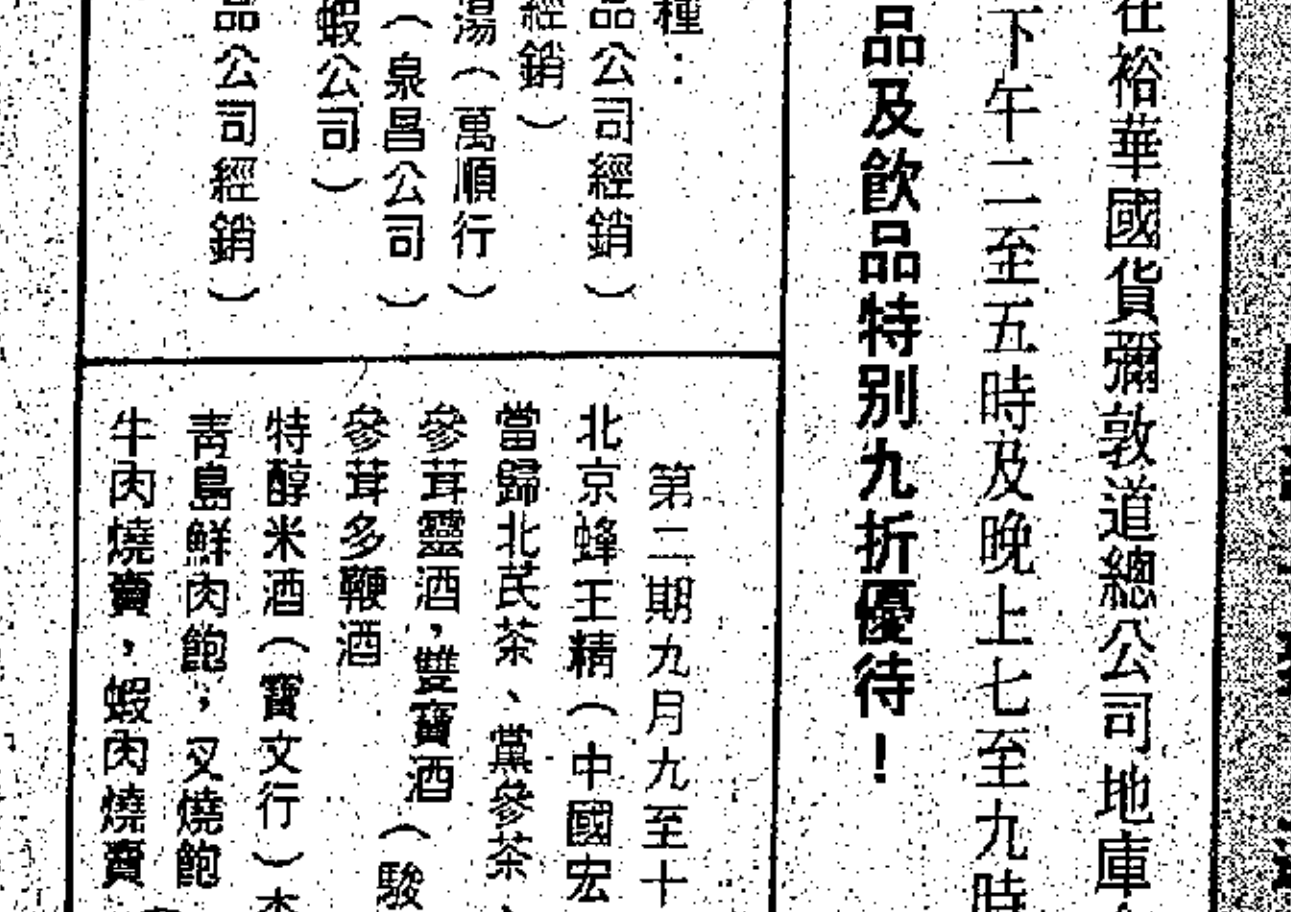 在裕華國貨彌敦道總公司地庫
下午二至五時及晚上七至九時
品及飲品特別九折優待！
種：
品公司經銷）
經銷）
湯（萬順行）
（泉昌公司）
蝦公司）
品公司經銷）
第二期九月九至十
北京蜂王精（中國宏
當歸北芪茶、黨參茶、
參茸靈酒，雙寶酒（駿
參茸多鞭酒
特醇米酒（寶文行）
青島鮮肉飽，叉燒飽
牛肉燒賣，蝦肉燒賣